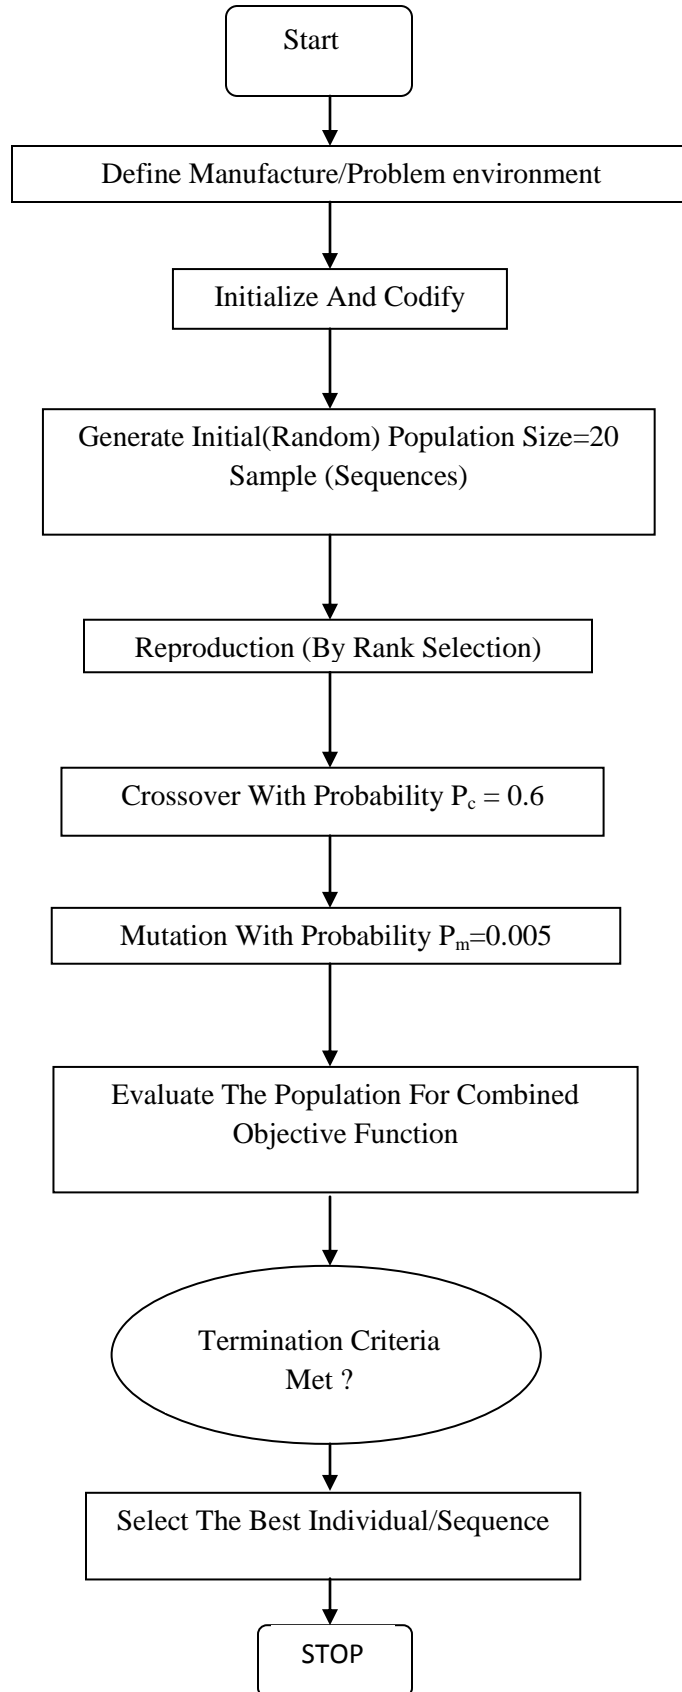 Start
Define Manufacture/Problem environment
Initialize And Codify
Generate Initial(Random) Population Size=20
Sample (Sequences)
Reproduction (By Rank Selection)
Crossover With Probability Pc = 0.6
Mutation With Probability Pm=0.005
Evaluate The Population For Combined
Objective Function
Termination Criteria
Met ?
Select The Best Individual/Sequence
STOP